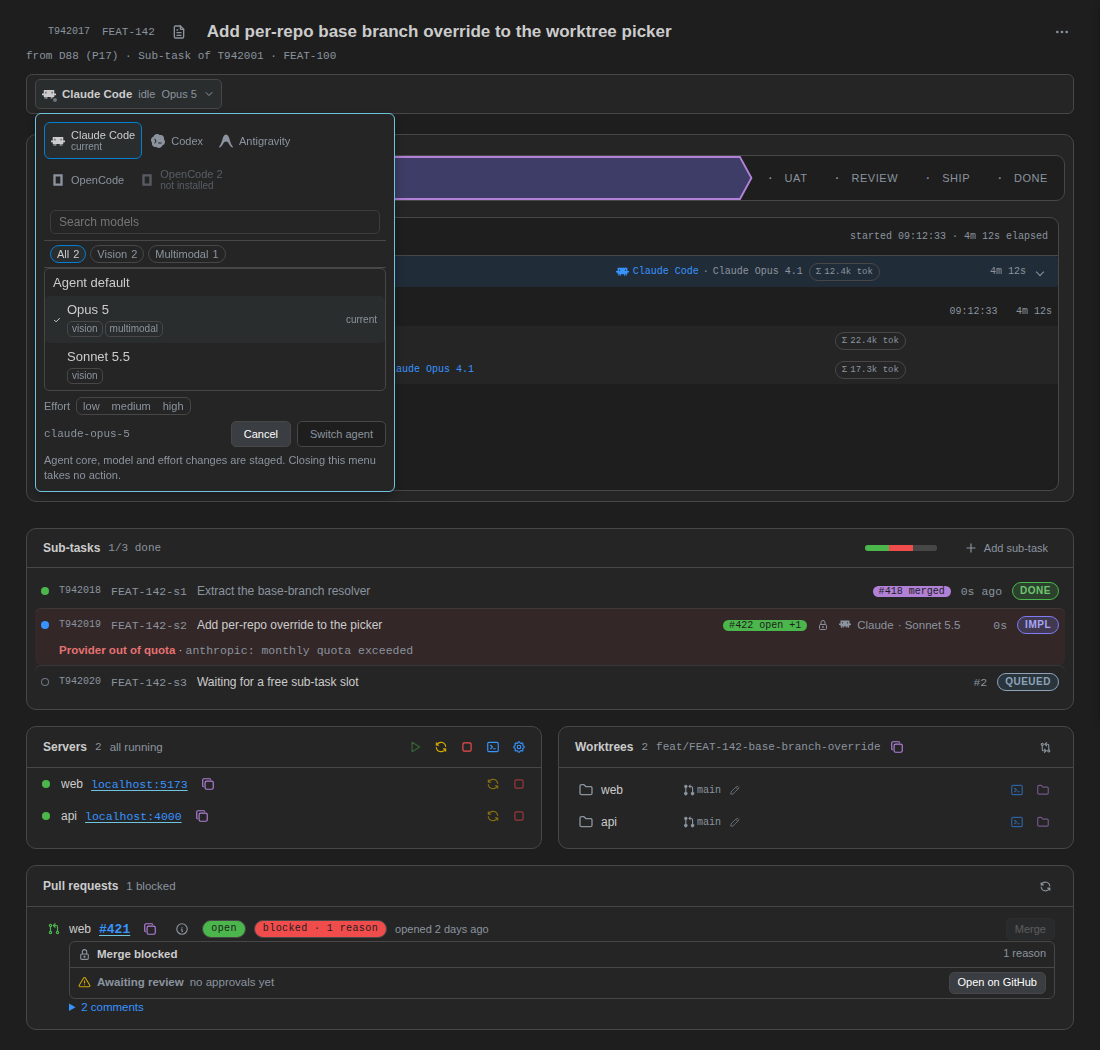 T942017 FEAT-142 Add per-repo base branch override to the worktree picker
from D88 (P17) · Sub-task of T942001 · FEAT-100
Claude Code idle Opus 5
Claude Code
current
Codex
Antigravity
OpenCode
OpenCode 2
not installed
Search models
All 2 Vision 2 Multimodal 1
Agent default
Opus 5
vision multimodal
current
Sonnet 5.5
vision
Effort low medium high
claude-opus-5 Cancel Switch agent
Agent core, model and effort changes are staged. Closing this menu
takes no action.
· UAT · REVIEW · SHIP · DONE
started 09:12:33 · 4m 12s elapsed
Claude Code · Claude Opus 4.1 Σ 12.4k tok 4m 12s
09:12:33 4m 12s
Σ 22.4k tok
aude Opus 4.1 Σ 17.3k tok
Sub-tasks 1/3 done Add sub-task
T942018 FEAT-142-s1 Extract the base-branch resolver #418 merged 0s ago DONE
T942019 FEAT-142-s2 Add per-repo override to the picker #422 open +1 Claude · Sonnet 5.5 0s IMPL
Provider out of quota · anthropic: monthly quota exceeded
T942020 FEAT-142-s3 Waiting for a free sub-task slot #2 QUEUED
Servers 2 all running
web localhost:5173
api localhost:4000
Worktrees 2 feat/FEAT-142-base-branch-override
web main
api main
Pull requests 1 blocked
web #421 open blocked · 1 reason opened 2 days ago Merge
Merge blocked 1 reason
Awaiting review no approvals yet Open on GitHub
2 comments